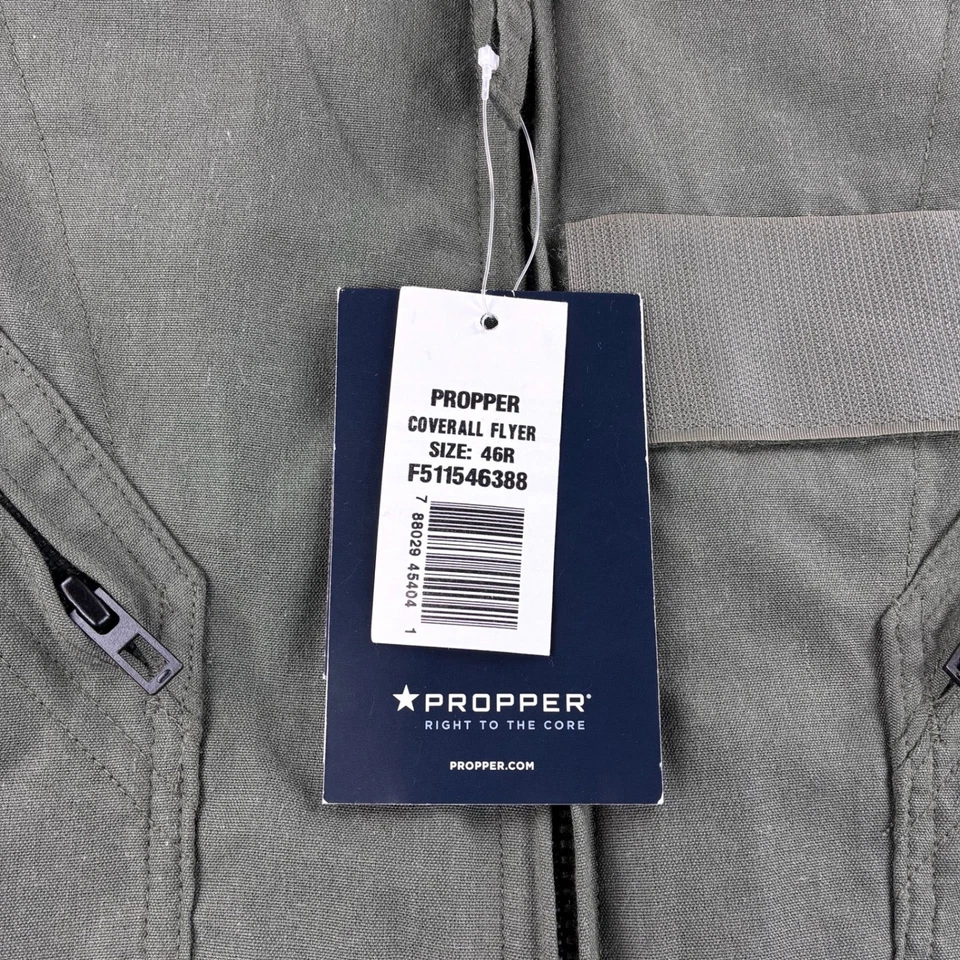 PROPPER
COVERALL FLYER
SIZE: 46R
F511546388
7 88029 45404 1
PROPPER®
RIGHT TO THE CORE
PROPPER.COM